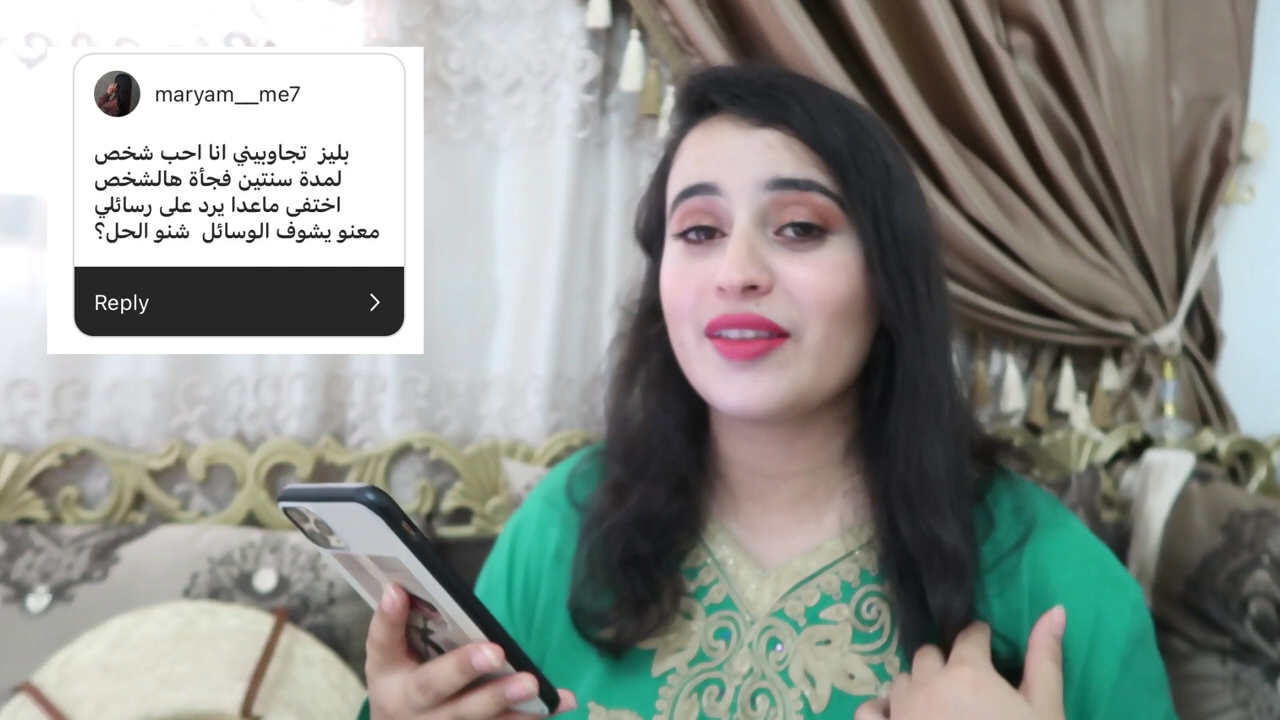 maryam__me7
بليز تجاوبيني انا احب شخص
لمدة سنتين فجأة هالشخص
اختفى ماعدا يرد على رسائلي
معنو يشوف الوسائل شنو الحل؟
Reply